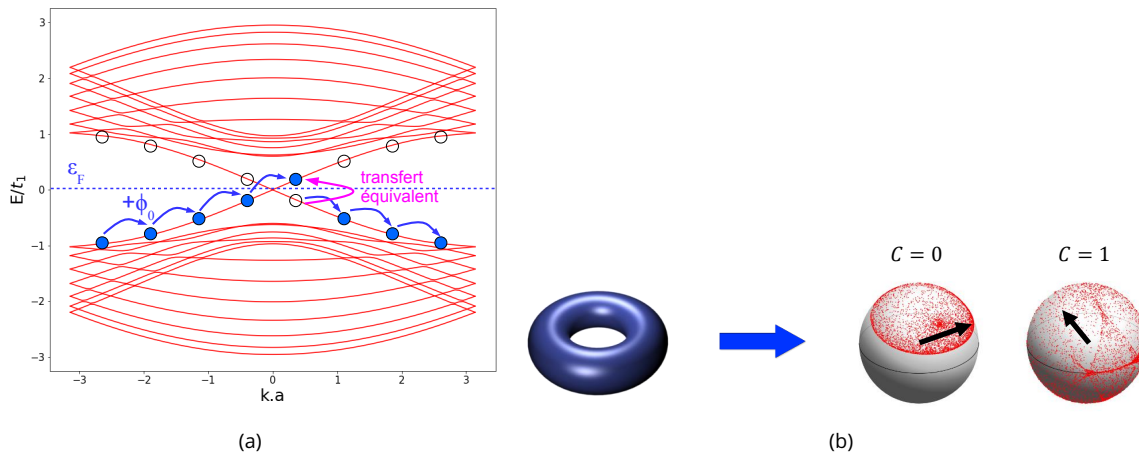 3
2
1
0
−1
−2
−3
E/t₁
ε_F
+ϕ₀
transfert
équivalent
−3 −2 −1 0 1 2 3
k.a
(a)
C = 0 C = 1
(b)